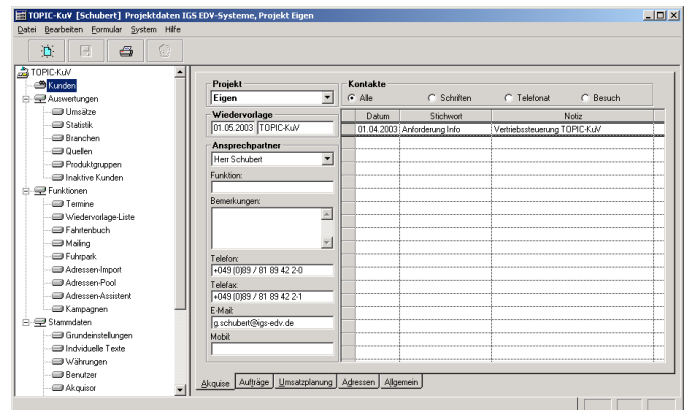 TOPIC-KuV [Schubert] Projektdaten IGS EDV-Systeme, Projekt Eigen
Datei Bearbeiten Formular System Hilfe
TOPIC-KuV
Kunden
Auswertungen
Umsätze
Statistik
Branchen
Quellen
Produktgruppen
Inaktive Kunden
Funktionen
Termine
Wiedervorlage-Liste
Fahrtenbuch
Mailing
Fuhrpark
Adressen-Import
Adressen-Pool
Adressen-Assistent
Kampagnen
Stammdaten
Grundeinstellungen
Indviduelle Texte
Währungen
Benutzer
Akquisor
Projekt
Eigen
Wiedervorlage
01.05.2003 TOPIC-KuV
Ansprechpartner
Herr Schubert
Funktion:
Bemerkungen:
Telefon:
+049 (0)89 / 81 89 42 2-0
Telefax:
+049 (0)89 / 81 89 42 2-1
E-Mail:
g.schubert@igs-edv.de
Mobil:
Kontakte
Alle Schriften Telefonat Besuch
Datum Stichwort Notiz
01.04.2003 Anforderung Info Vertriebssteuerung TOPIC-KuV
Akquise Aufträge Umsatzplanung Adressen Allgemein